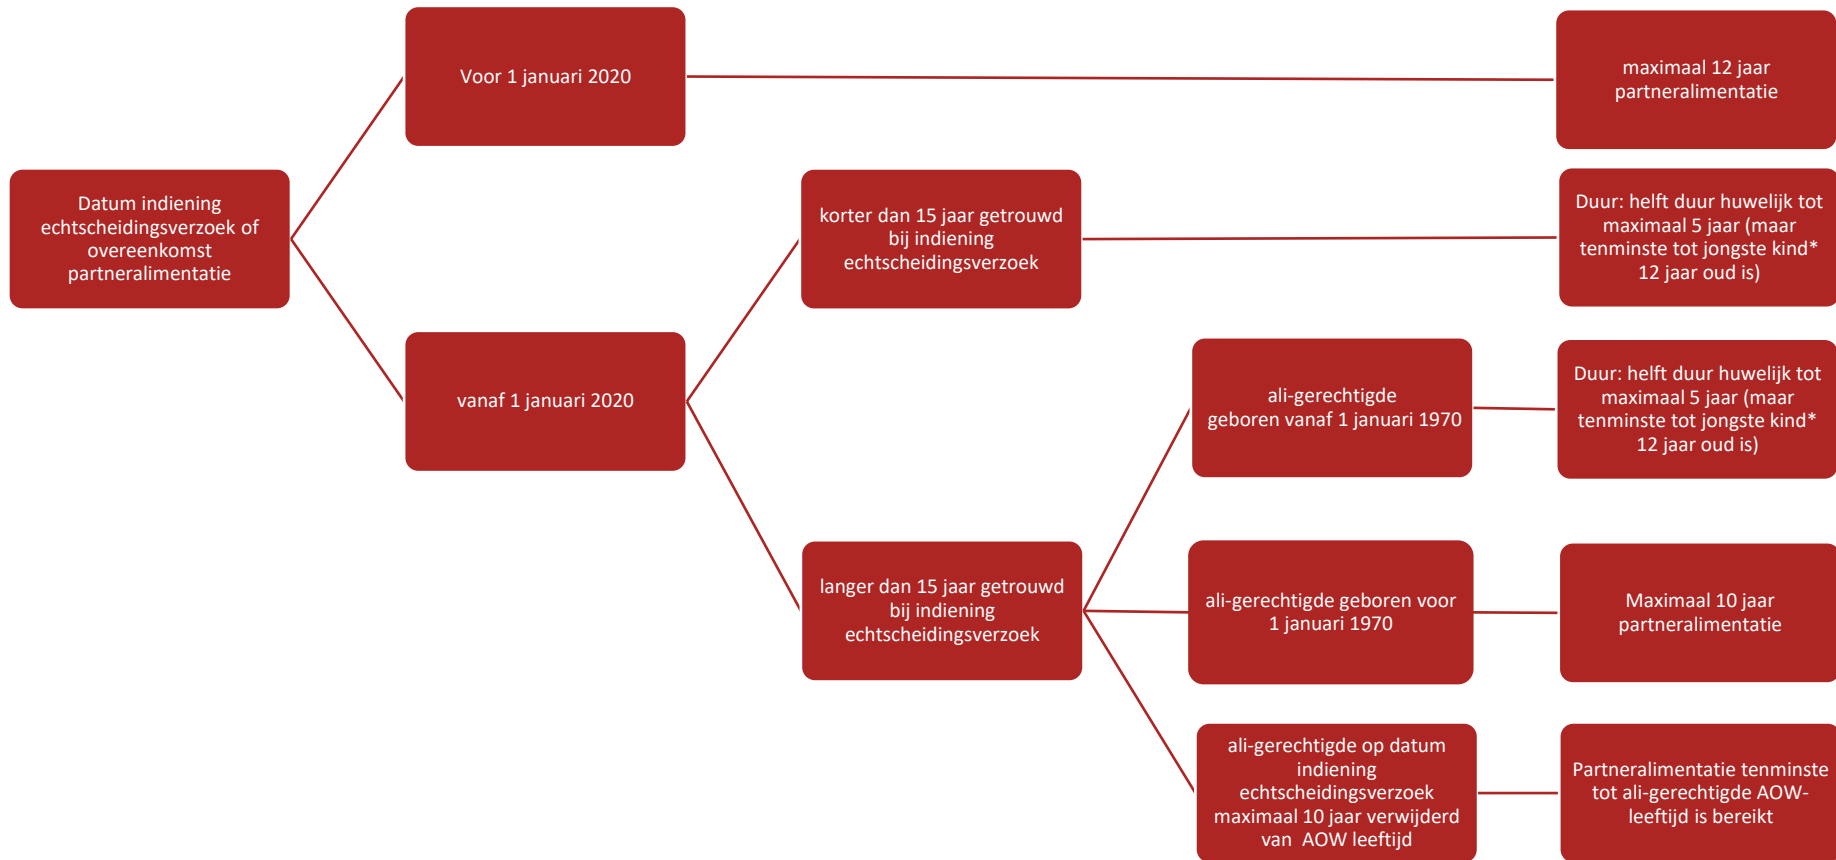 Voor 1 januari 2020
maximaal 12 jaar
partneralimentatie
Datum indiening
echtscheidingsverzoek of
overeenkomst
partneralimentatie
korter dan 15 jaar getrouwd
bij indiening
echtscheidingsverzoek
Duur: helft duur huwelijk tot
maximaal 5 jaar (maar
tenminste tot jongste kind*
12 jaar oud is)
vanaf 1 januari 2020
ali-gerechtigde
geboren vanaf 1 januari 1970
Duur: helft duur huwelijk tot
maximaal 5 jaar (maar
tenminste tot jongste kind*
12 jaar oud is)
langer dan 15 jaar getrouwd
bij indiening
echtscheidingsverzoek
ali-gerechtigde geboren voor
1 januari 1970
Maximaal 10 jaar
partneralimentatie
ali-gerechtigde op datum
indiening
echtscheidingsverzoek
maximaal 10 jaar verwijderd
van AOW leeftijd
Partneralimentatie tenminste
tot ali-gerechtigde AOW-
leeftijd is bereikt